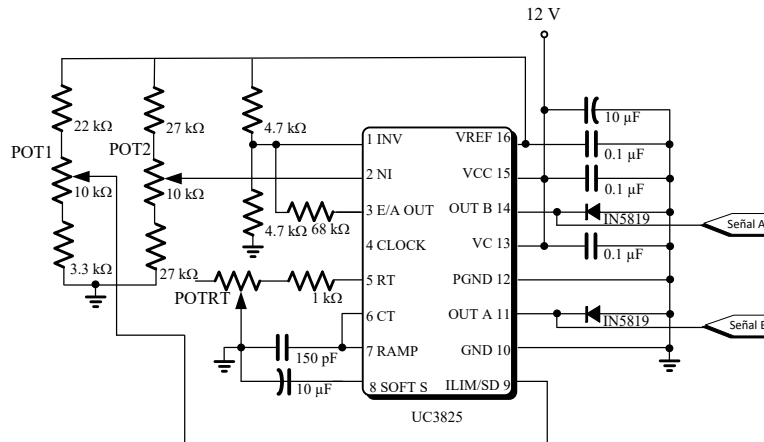 12 V
22 kΩ
POT1
10 kΩ
3.3 kΩ
27 kΩ
POT2
10 kΩ
27 kΩ
4.7 kΩ
4.7 kΩ
68 kΩ
POTRT
1 kΩ
150 pF
10 µF
1 INV
2 NI
3 E/A OUT
4 CLOCK
5 RT
6 CT
7 RAMP
8 SOFT S
VREF 16
VCC 15
OUT B 14
VC 13
PGND 12
OUT A 11
GND 10
ILIM/SD 9
UC3825
10 µF
0.1 µF
0.1 µF
IN5819
Señal A
0.1 µF
IN5819
Señal